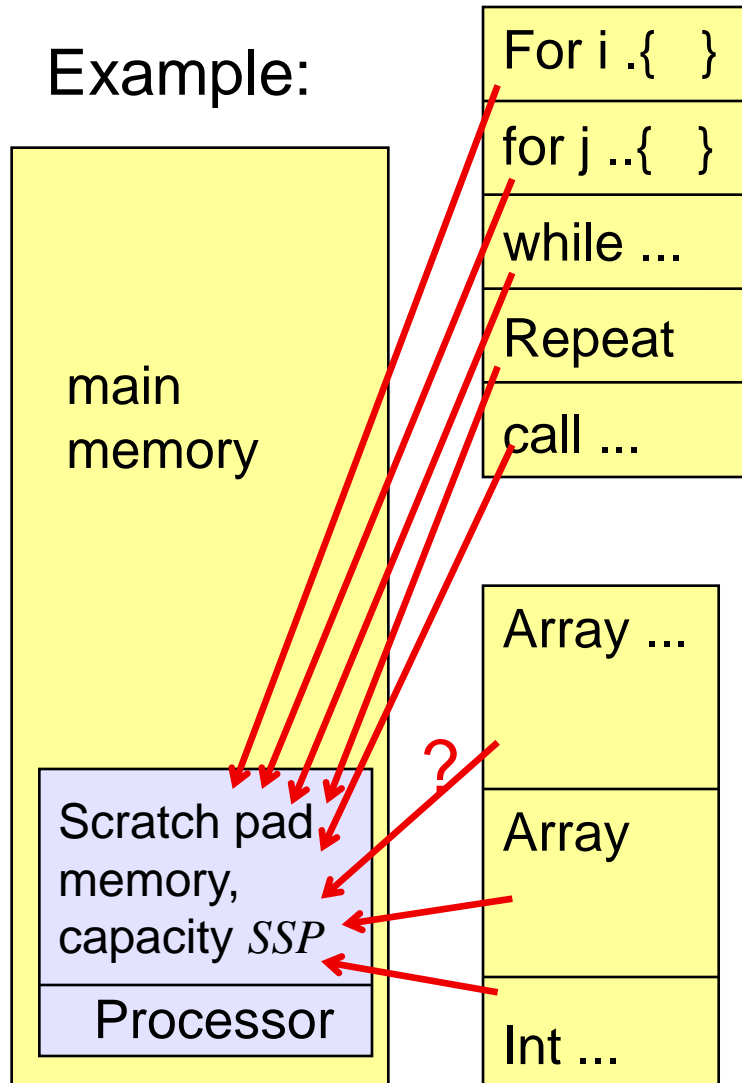 Example:
main
memory
Scratch pad
memory,
capacity SSP
Processor
For i .{ }
for j ..{ }
while ...
Repeat
call ...
?
Array ...
Array
Int ...